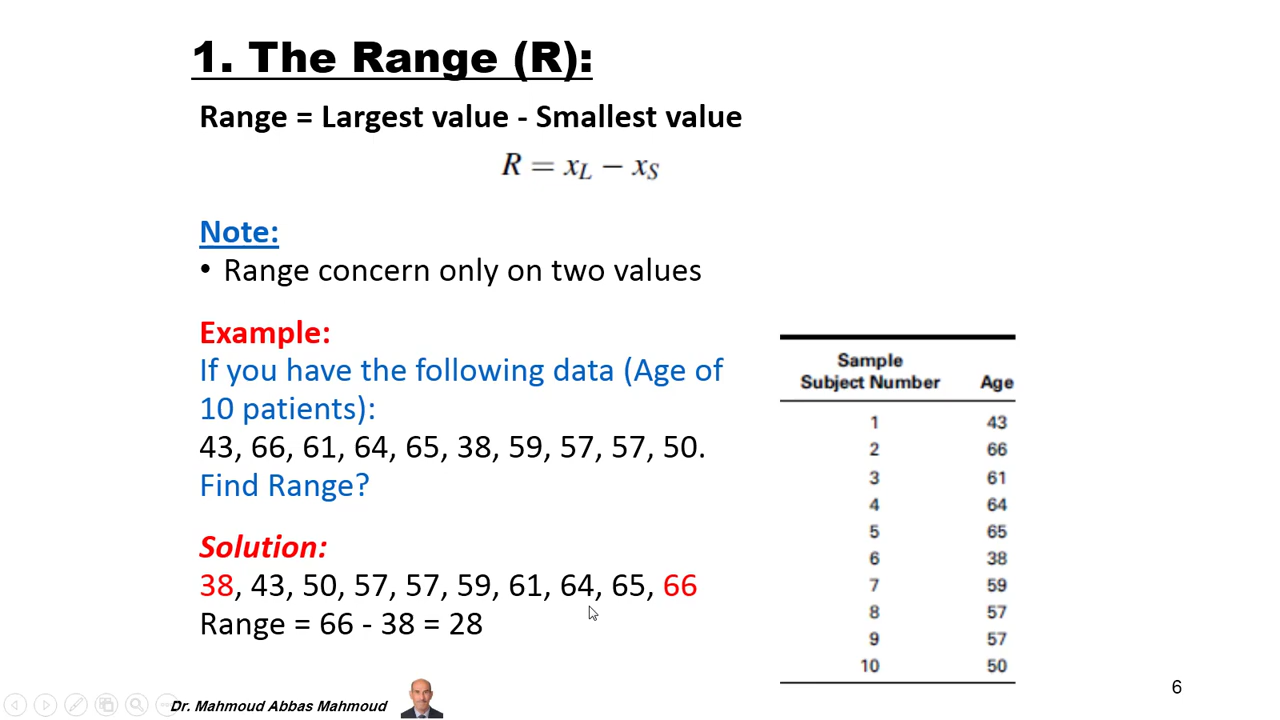 1. The Range (R):
Range = Largest value - Smallest value
R = xL − xS
Note:
• Range concern only on two values
Example:
If you have the following data (Age of
10 patients):
43, 66, 61, 64, 65, 38, 59, 57, 57, 50.
Find Range?
Solution:
38, 43, 50, 57, 57, 59, 61, 64, 65, 66
Range = 66 - 38 = 28
Sample
Subject Number Age
1 43
2 66
3 61
4 64
5 65
6 38
7 59
8 57
9 57
10 50
Dr. Mahmoud Abbas Mahmoud
6